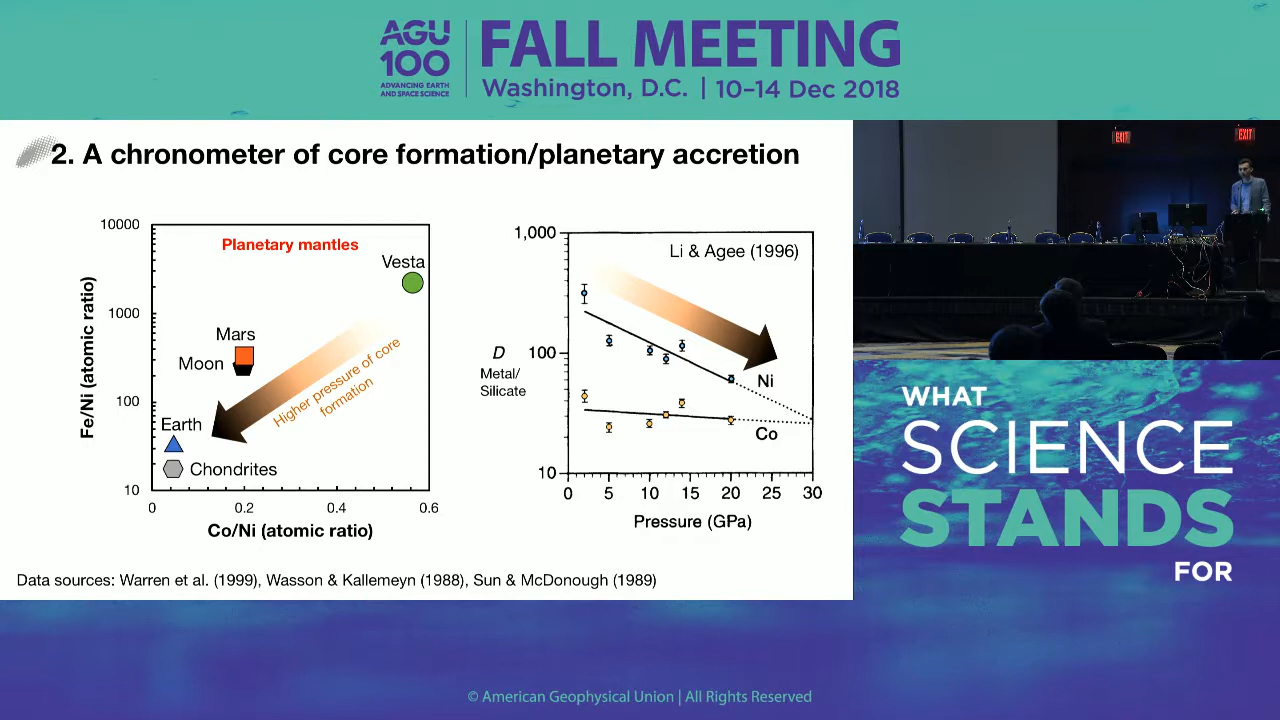 AGU
100
ADVANCING EARTH
AND SPACE SCIENCE
FALL MEETING
Washington, D.C. | 10–14 Dec 2018
2. A chronometer of core formation/planetary accretion
10000
1000
100
10
Fe/Ni (atomic ratio)
Planetary mantles
Vesta
Mars
Moon
Earth
Chondrites
Higher pressure of core
formation
0 0.2 0.4 0.6
Co/Ni (atomic ratio)
1,000
100
10
D
Metal/
Silicate
Li & Agee (1996)
Ni
Co
0 5 10 15 20 25 30
Pressure (GPa)
Data sources: Warren et al. (1999), Wasson & Kallemeyn (1988), Sun & McDonough (1989)
EXIT
EXIT
WHAT
SCIENCE
STANDS
FOR
© American Geophysical Union | All Rights Reserved